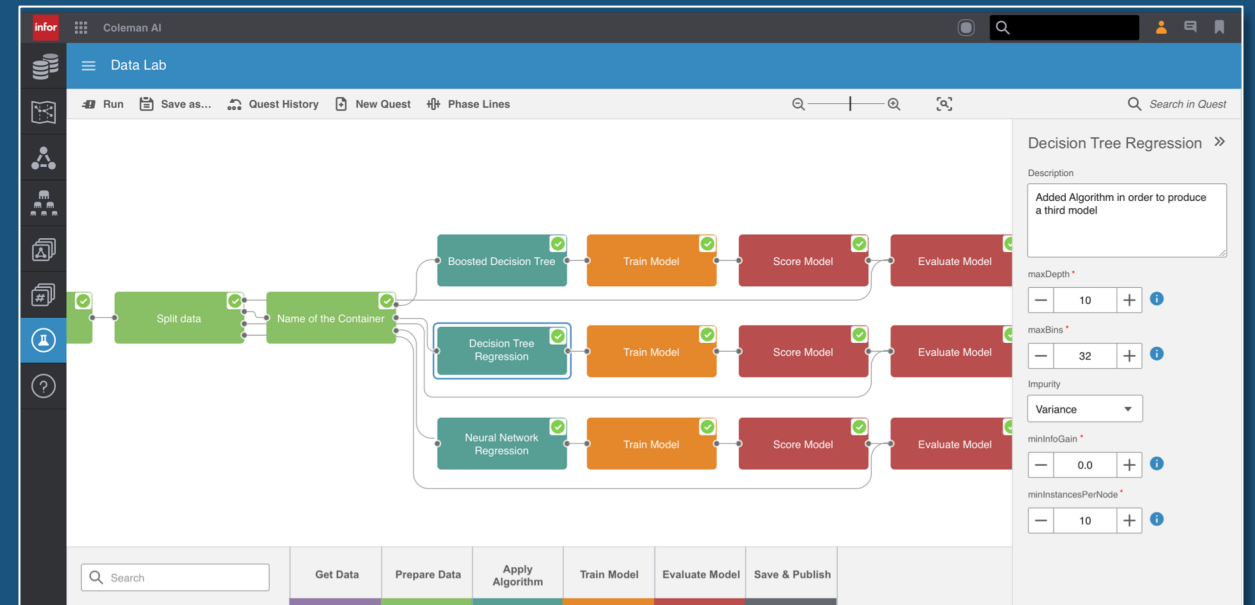 infor
Coleman AI
Data Lab
Run
Save as...
Quest History
New Quest
Phase Lines
Search in Quest
Decision Tree Regression
Description
Added Algorithm in order to produce
a third model
maxDepth *
10
maxBins *
32
Impurity
Variance
minInfoGain *
0.0
minInstancesPerNode *
10
Split data
Name of the Container
Boosted Decision Tree
Train Model
Score Model
Evaluate Model
Decision Tree
Regression
Train Model
Score Model
Evaluate Model
Neural Network
Regression
Train Model
Score Model
Evaluate Model
Search
Get Data
Prepare Data
Apply
Algorithm
Train Model
Evaluate Model
Save & Publish